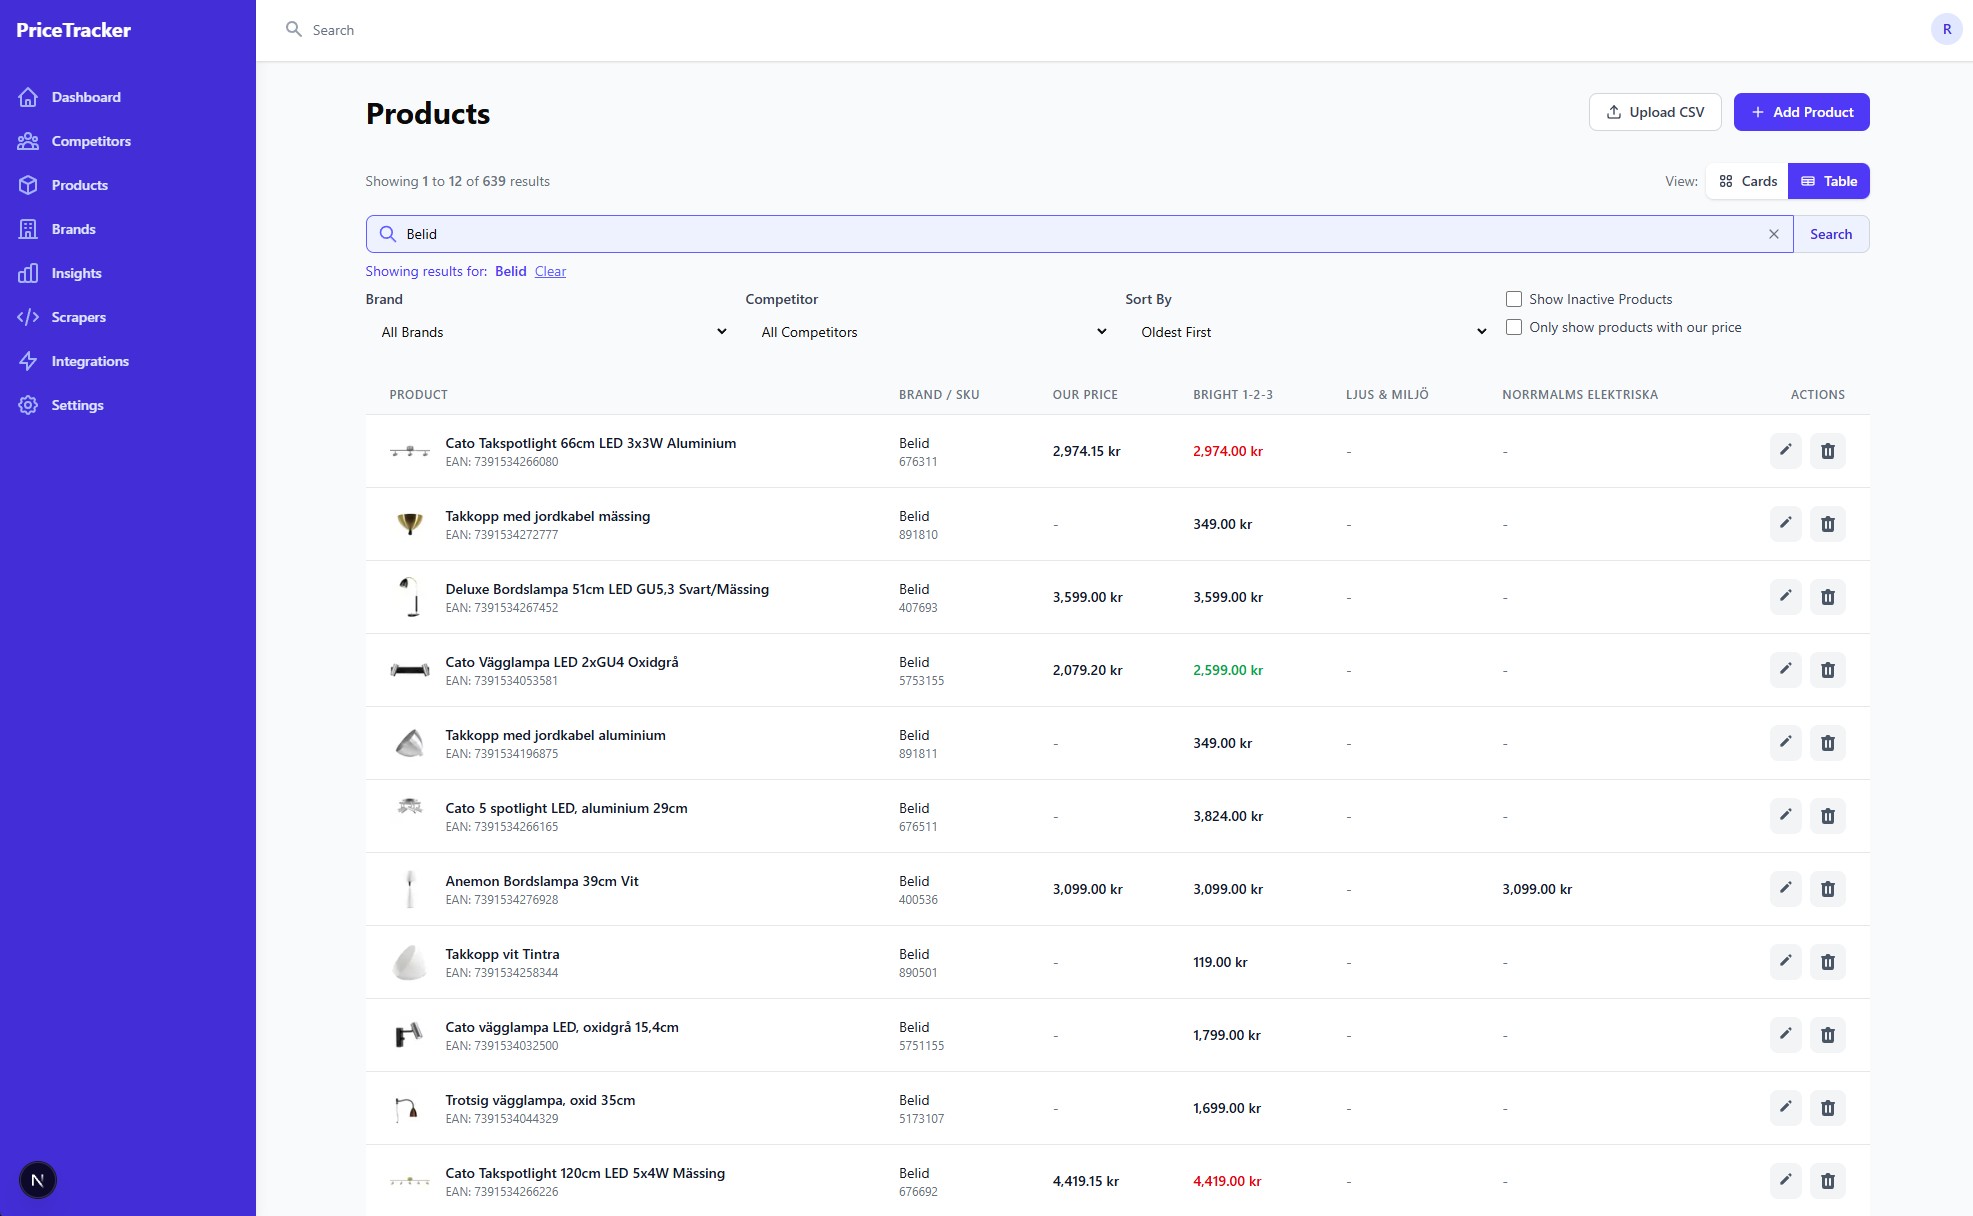 PriceTracker
Search
R
Dashboard
Competitors
Products
Brands
Insights
Scrapers
Integrations
Settings
N
Products
Upload CSV
Add Product
Showing 1 to 12 of 639 results
View: Cards Table
Belid
Search
Showing results for: Belid Clear
Brand
All Brands
Competitor
All Competitors
Sort By
Oldest First
Show Inactive Products
Only show products with our price
PRODUCT BRAND / SKU OUR PRICE BRIGHT 1-2-3 LJUS & MILJÖ NORRMALMS ELEKTRISKA ACTIONS
Cato Takspotlight 66cm LED 3x3W Aluminium
EAN: 7391534266080
Belid
676311
2,974.15 kr 2,974.00 kr - -
Takkopp med jordkabel mässing
EAN: 7391534272777
Belid
891810
- 349.00 kr - -
Deluxe Bordslampa 51cm LED GU5,3 Svart/Mässing
EAN: 7391534267452
Belid
407693
3,599.00 kr 3,599.00 kr - -
Cato Vägglampa LED 2xGU4 Oxidgrå
EAN: 7391534053581
Belid
5753155
2,079.20 kr 2,599.00 kr - -
Takkopp med jordkabel aluminium
EAN: 7391534196875
Belid
891811
- 349.00 kr - -
Cato 5 spotlight LED, aluminium 29cm
EAN: 7391534266165
Belid
676511
- 3,824.00 kr - -
Anemon Bordslampa 39cm Vit
EAN: 7391534276928
Belid
400536
3,099.00 kr 3,099.00 kr - 3,099.00 kr
Takkopp vit Tintra
EAN: 7391534258344
Belid
890501
- 119.00 kr - -
Cato vägglampa LED, oxidgrå 15,4cm
EAN: 7391534032500
Belid
5751155
- 1,799.00 kr - -
Trotsig vägglampa, oxid 35cm
EAN: 7391534044329
Belid
5173107
- 1,699.00 kr - -
Cato Takspotlight 120cm LED 5x4W Mässing
EAN: 7391534266226
Belid
676692
4,419.15 kr 4,419.00 kr - -